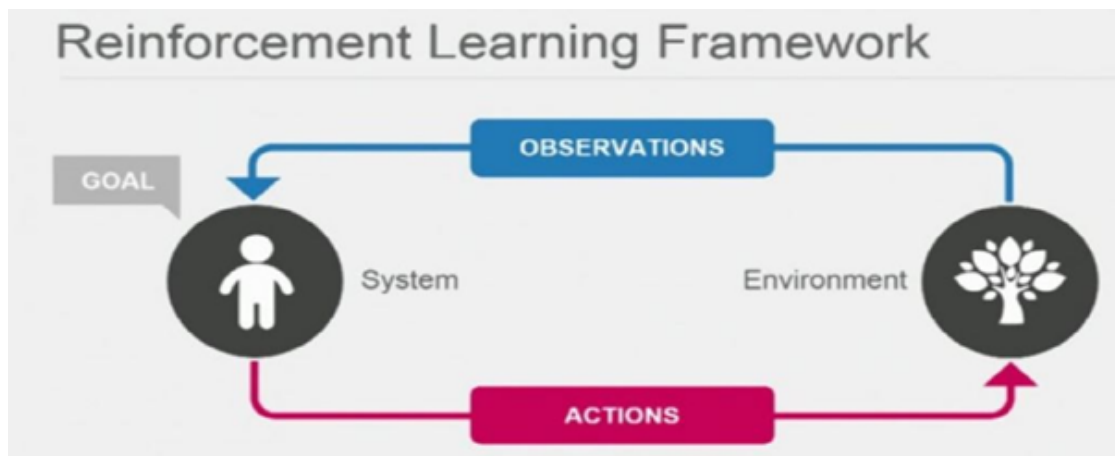 Reinforcement Learning Framework
OBSERVATIONS
GOAL
System
Environment
ACTIONS